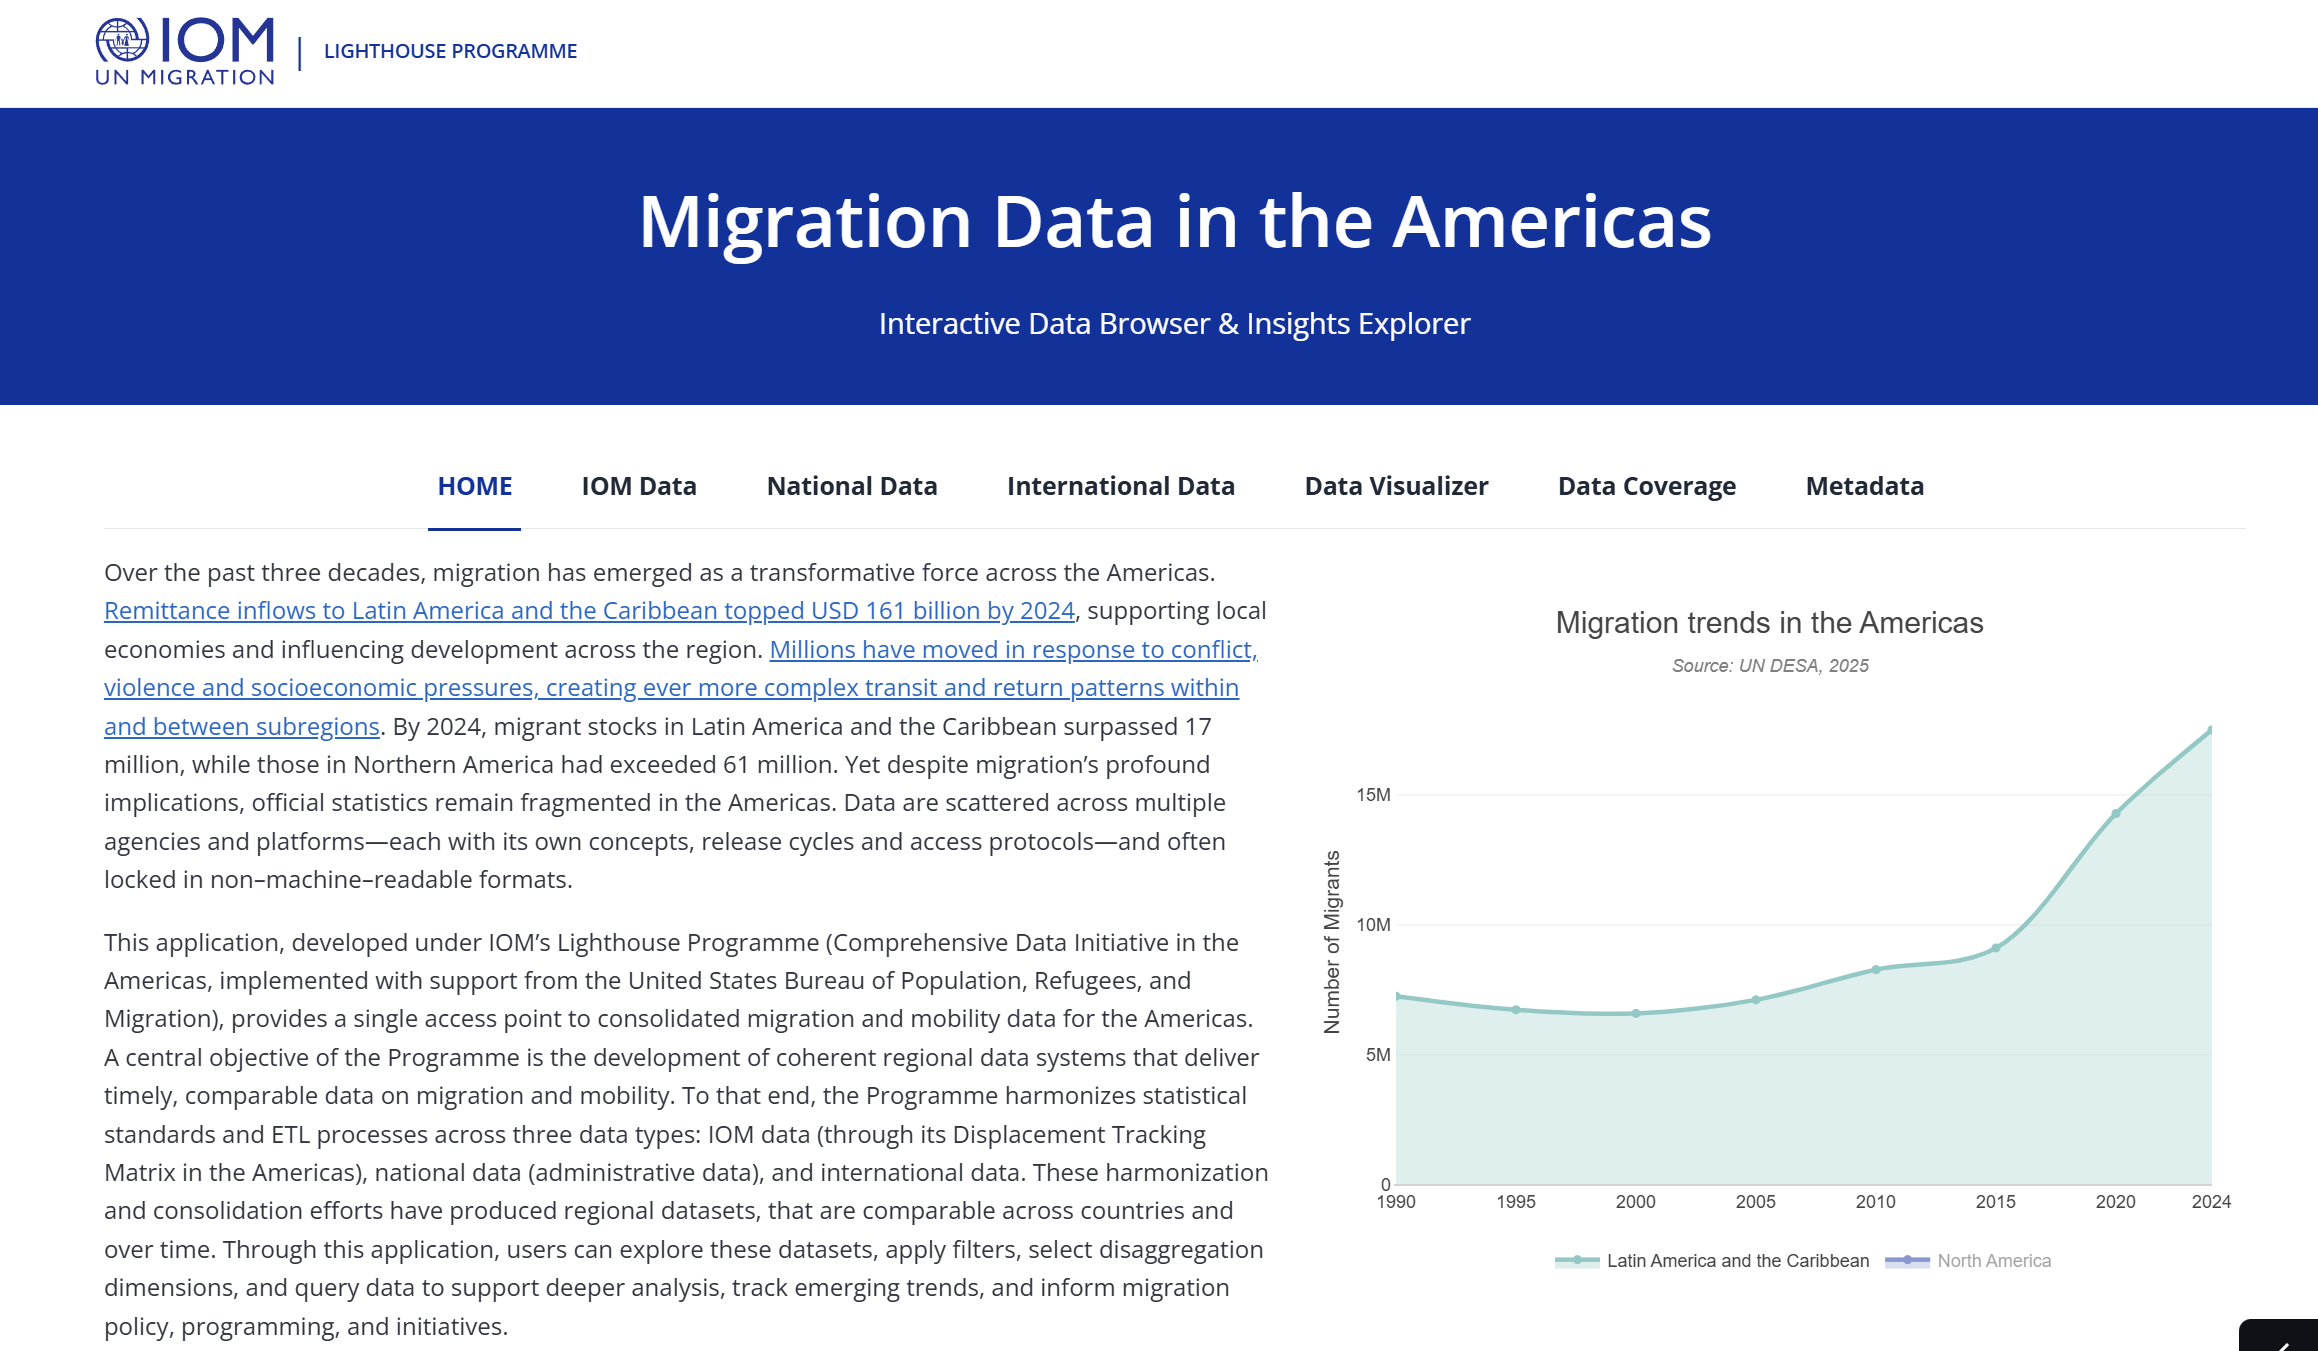 IOM
UN MIGRATION
LIGHTHOUSE PROGRAMME
Migration Data in the Americas
Interactive Data Browser & Insights Explorer
HOME IOM Data National Data International Data Data Visualizer Data Coverage Metadata
Over the past three decades, migration has emerged as a transformative force across the Americas.
Remittance inflows to Latin America and the Caribbean topped USD 161 billion by 2024, supporting local
economies and influencing development across the region. Millions have moved in response to conflict,
violence and socioeconomic pressures, creating ever more complex transit and return patterns within
and between subregions. By 2024, migrant stocks in Latin America and the Caribbean surpassed 17
million, while those in Northern America had exceeded 61 million. Yet despite migration’s profound
implications, official statistics remain fragmented in the Americas. Data are scattered across multiple
agencies and platforms—each with its own concepts, release cycles and access protocols—and often
locked in non–machine–readable formats.
This application, developed under IOM’s Lighthouse Programme (Comprehensive Data Initiative in the
Americas, implemented with support from the United States Bureau of Population, Refugees, and
Migration), provides a single access point to consolidated migration and mobility data for the Americas.
A central objective of the Programme is the development of coherent regional data systems that deliver
timely, comparable data on migration and mobility. To that end, the Programme harmonizes statistical
standards and ETL processes across three data types: IOM data (through its Displacement Tracking
Matrix in the Americas), national data (administrative data), and international data. These harmonization
and consolidation efforts have produced regional datasets, that are comparable across countries and
over time. Through this application, users can explore these datasets, apply filters, select disaggregation
dimensions, and query data to support deeper analysis, track emerging trends, and inform migration
policy, programming, and initiatives.
Migration trends in the Americas
Source: UN DESA, 2025
Number of Migrants
15M
10M
5M
0
1990 1995 2000 2005 2010 2015 2020 2024
Latin America and the Caribbean North America